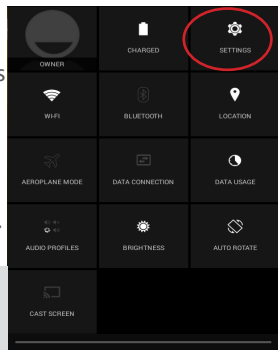 s
OWNER
CHARGED
SETTINGS
WI-FI
BLUETOOTH
LOCATION
AEROPLANE MODE
DATA CONNECTION
DATA USAGE
AUDIO PROFILES
BRIGHTNESS
AUTO ROTATE
CAST SCREEN